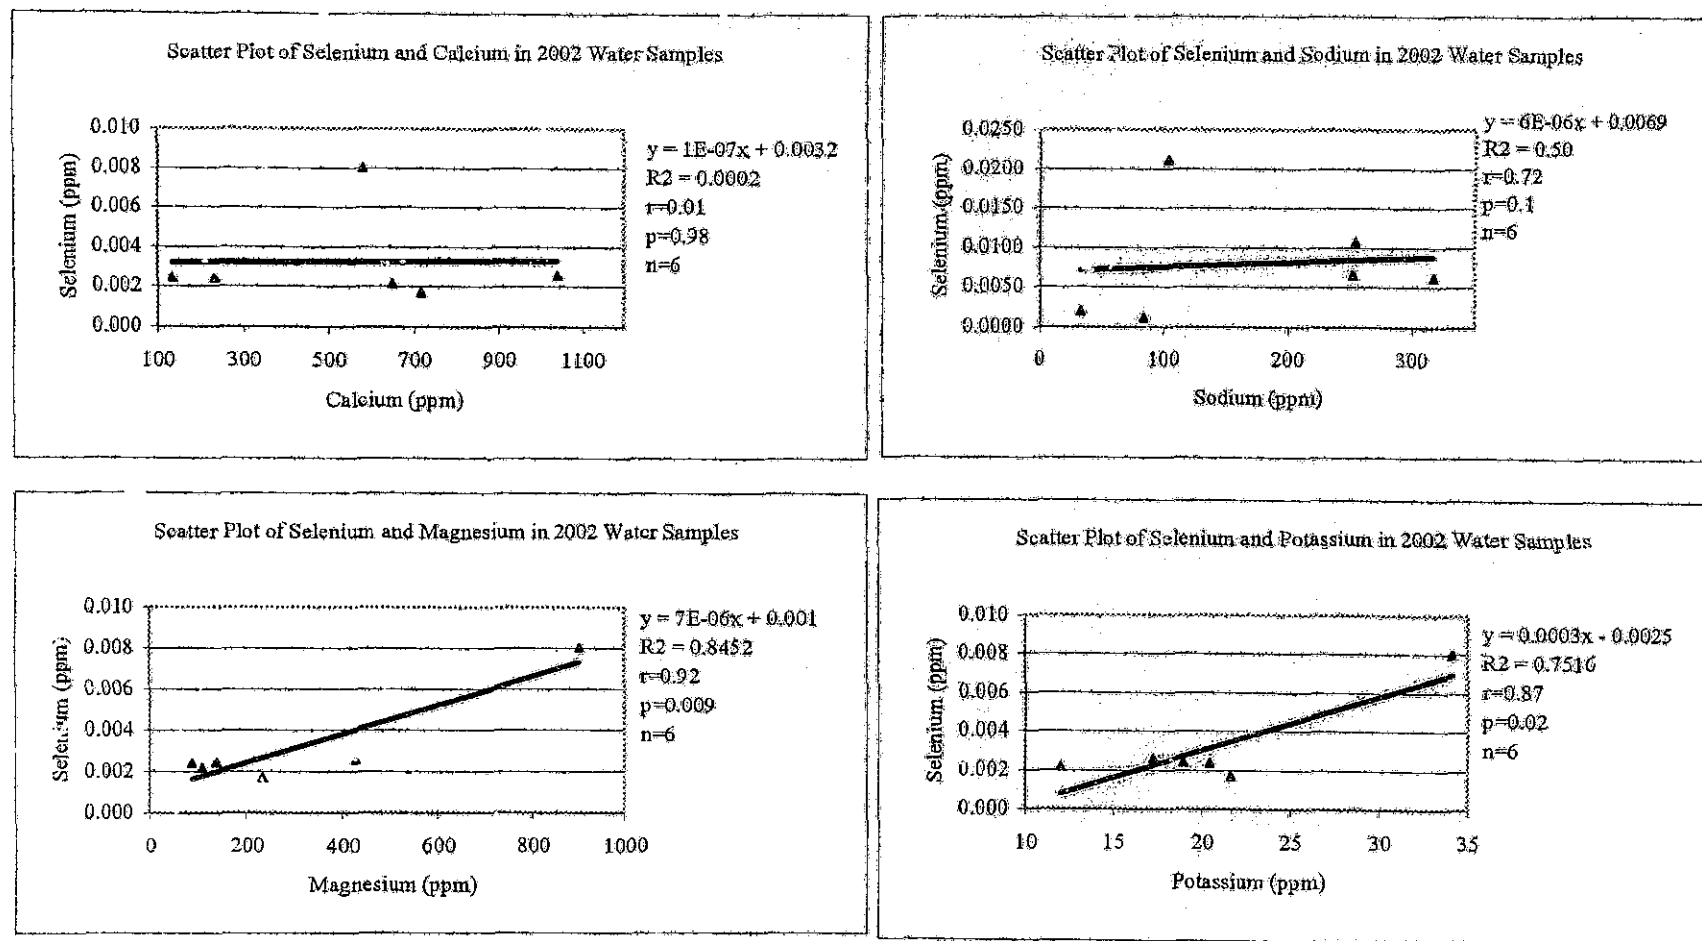 Scatter Plot of Selenium and Calcium in 2002 Water Samples
Selenium (ppm)
0.010
0.008
0.006
0.004
0.002
0.000
100 300 500 700 900 1100
Calcium (ppm)
y = 1E-07x + 0.0032
R2 = 0.0002
r=0.01
p=0.98
n=6
Scatter Plot of Selenium and Sodium in 2002 Water Samples
Selenium (ppm)
0.0250
0.0200
0.0150
0.0100
0.0050
0.0000
0 100 200 300
Sodium (ppm)
y = 6E-06x + 0.0069
R2 = 0.50
r=0.72
p=0.1
n=6
Scatter Plot of Selenium and Magnesium in 2002 Water Samples
Selenium (ppm)
0.010
0.008
0.006
0.004
0.002
0.000
0 200 400 600 800 1000
Magnesium (ppm)
y = 7E-06x + 0.001
R2 = 0.8452
r=0.92
p=0.009
n=6
Scatter Plot of Selenium and Potassium in 2002 Water Samples
Selenium (ppm)
0.010
0.008
0.006
0.004
0.002
0.000
10 15 20 25 30 35
Potassium (ppm)
y = 0.0003x - 0.0025
R2 = 0.7516
r=0.87
p=0.02
n=6